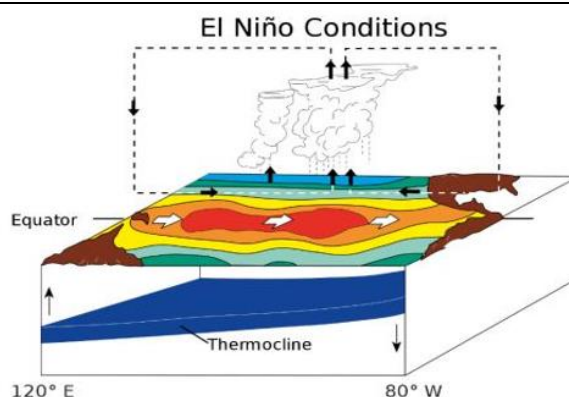 El Niño Conditions
Equator
Thermocline
120° E
80° W